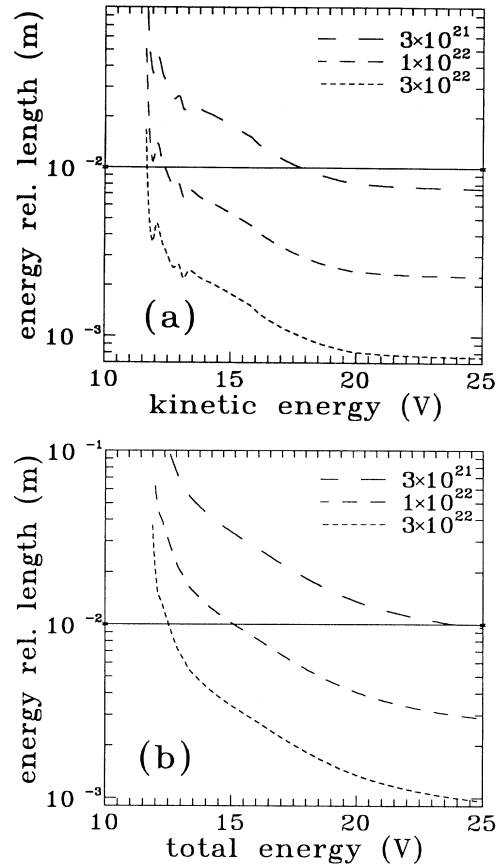 energy rel. length (m)
3×10²¹
1×10²²
3×10²²
10⁻²
10⁻³
(a)
10 15 20 25
kinetic energy (V)
energy rel. length (m)
10⁻¹
3×10²¹
1×10²²
3×10²²
10⁻²
10⁻³
(b)
10 15 20 25
total energy (V)